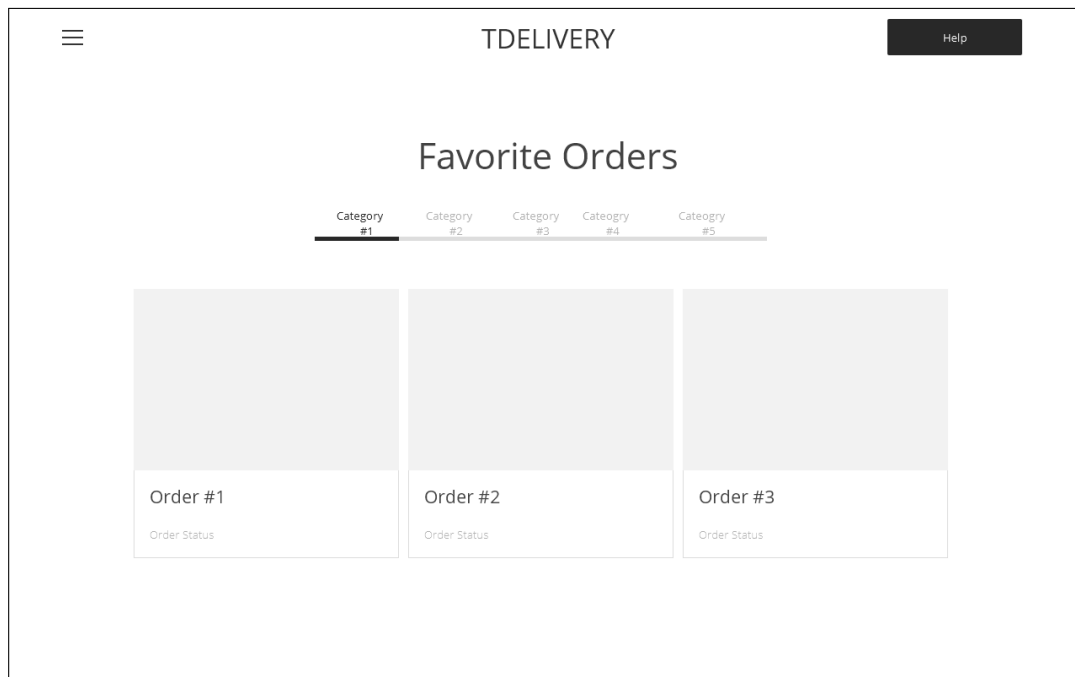 TDELIVERY
Help
Favorite Orders
Category
#1
Category
#2
Category
#3
Cateogry
#4
Cateogry
#5
Order #1
Order Status
Order #2
Order Status
Order #3
Order Status